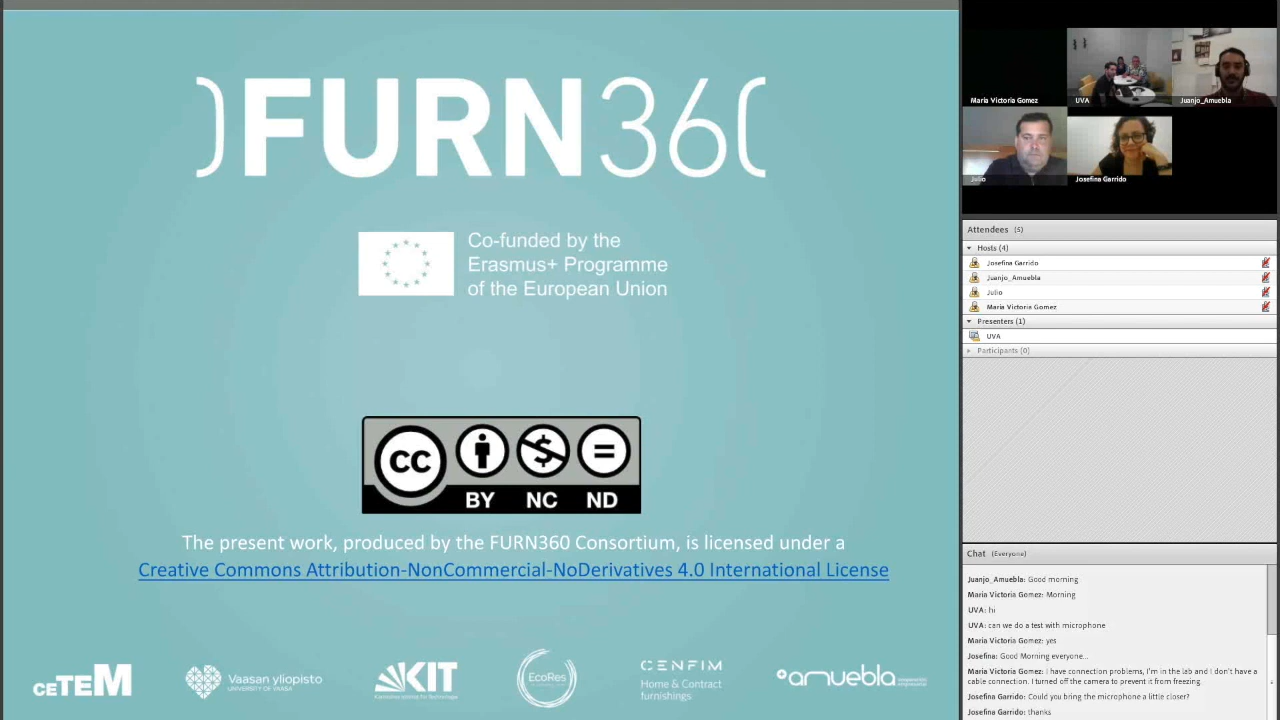 )FURN36(
Co-funded by the
Erasmus+ Programme
of the European Union
CC
BY NC ND
The present work, produced by the FURN360 Consortium, is licensed under a
Creative Commons Attribution-NonCommercial-NoDerivatives 4.0 International License
CETEM
Vaasan yliopisto
UNIVERSITY OF VAASA
KIT
EcoRes
CENFIM
Home & Contract
furnishings
amuebla
Maria Victoria Gomez
UVA
Juanjo_Amuebla
Julio
Josefina Garrido
Attendees (5)
Hosts (4)
Josefina Garrido
Juanjo_Amuebla
Julio
Maria Victoria Gomez
Presenters (1)
UVA
Participants (0)
Chat (Everyone)
Juanjo_Amuebla: Good morning
Maria Victoria Gomez: Morning
UVA: hi
UVA: can we do a test with microphone
Maria Victoria Gomez: yes
Josefina: Good Morning everyone...
Maria Victoria Gomez: I have connection problems, I'm in the lab and I don't have a
cable connection. I turned off the camera to prevent it from freezing
Josefina Garrido: Could you bring the microphone a little closer?
Josefina Garrido: thanks